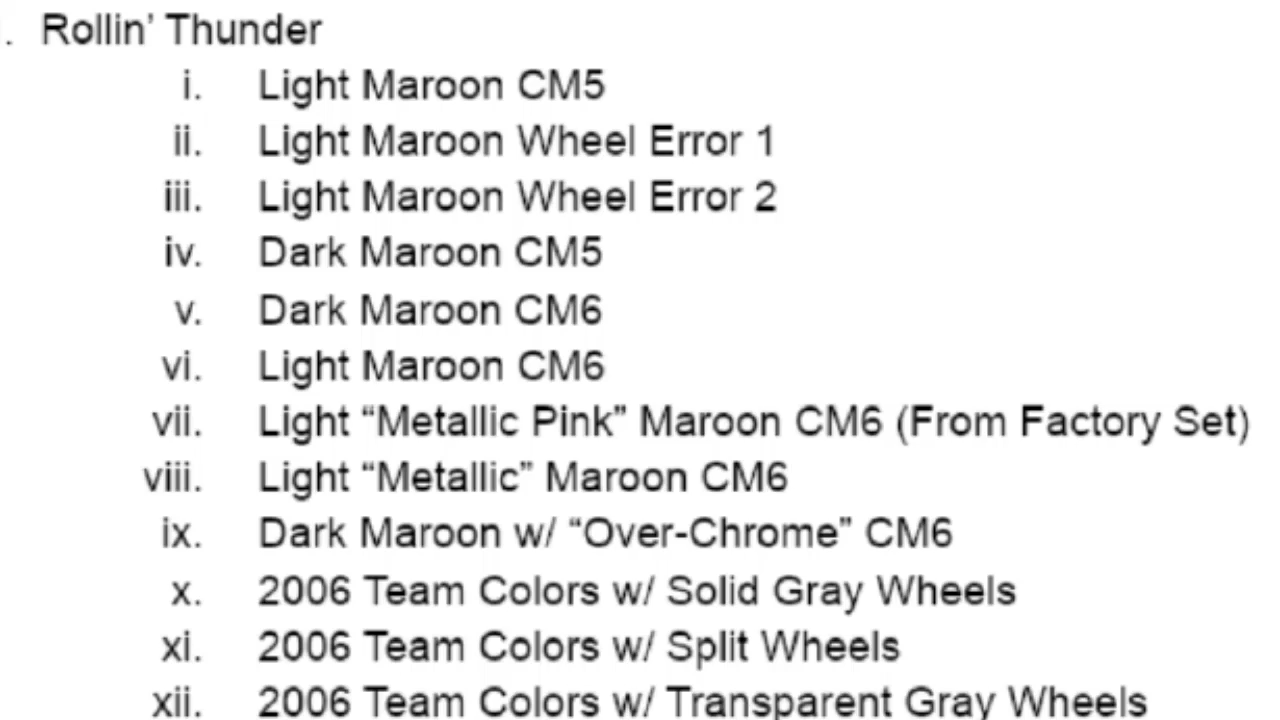 . Rollin’ Thunder
i. Light Maroon CM5
ii. Light Maroon Wheel Error 1
iii. Light Maroon Wheel Error 2
iv. Dark Maroon CM5
v. Dark Maroon CM6
vi. Light Maroon CM6
vii. Light “Metallic Pink” Maroon CM6 (From Factory Set)
viii. Light “Metallic” Maroon CM6
ix. Dark Maroon w/ “Over-Chrome” CM6
x. 2006 Team Colors w/ Solid Gray Wheels
xi. 2006 Team Colors w/ Split Wheels
xii. 2006 Team Colors w/ Transparent Gray Wheels